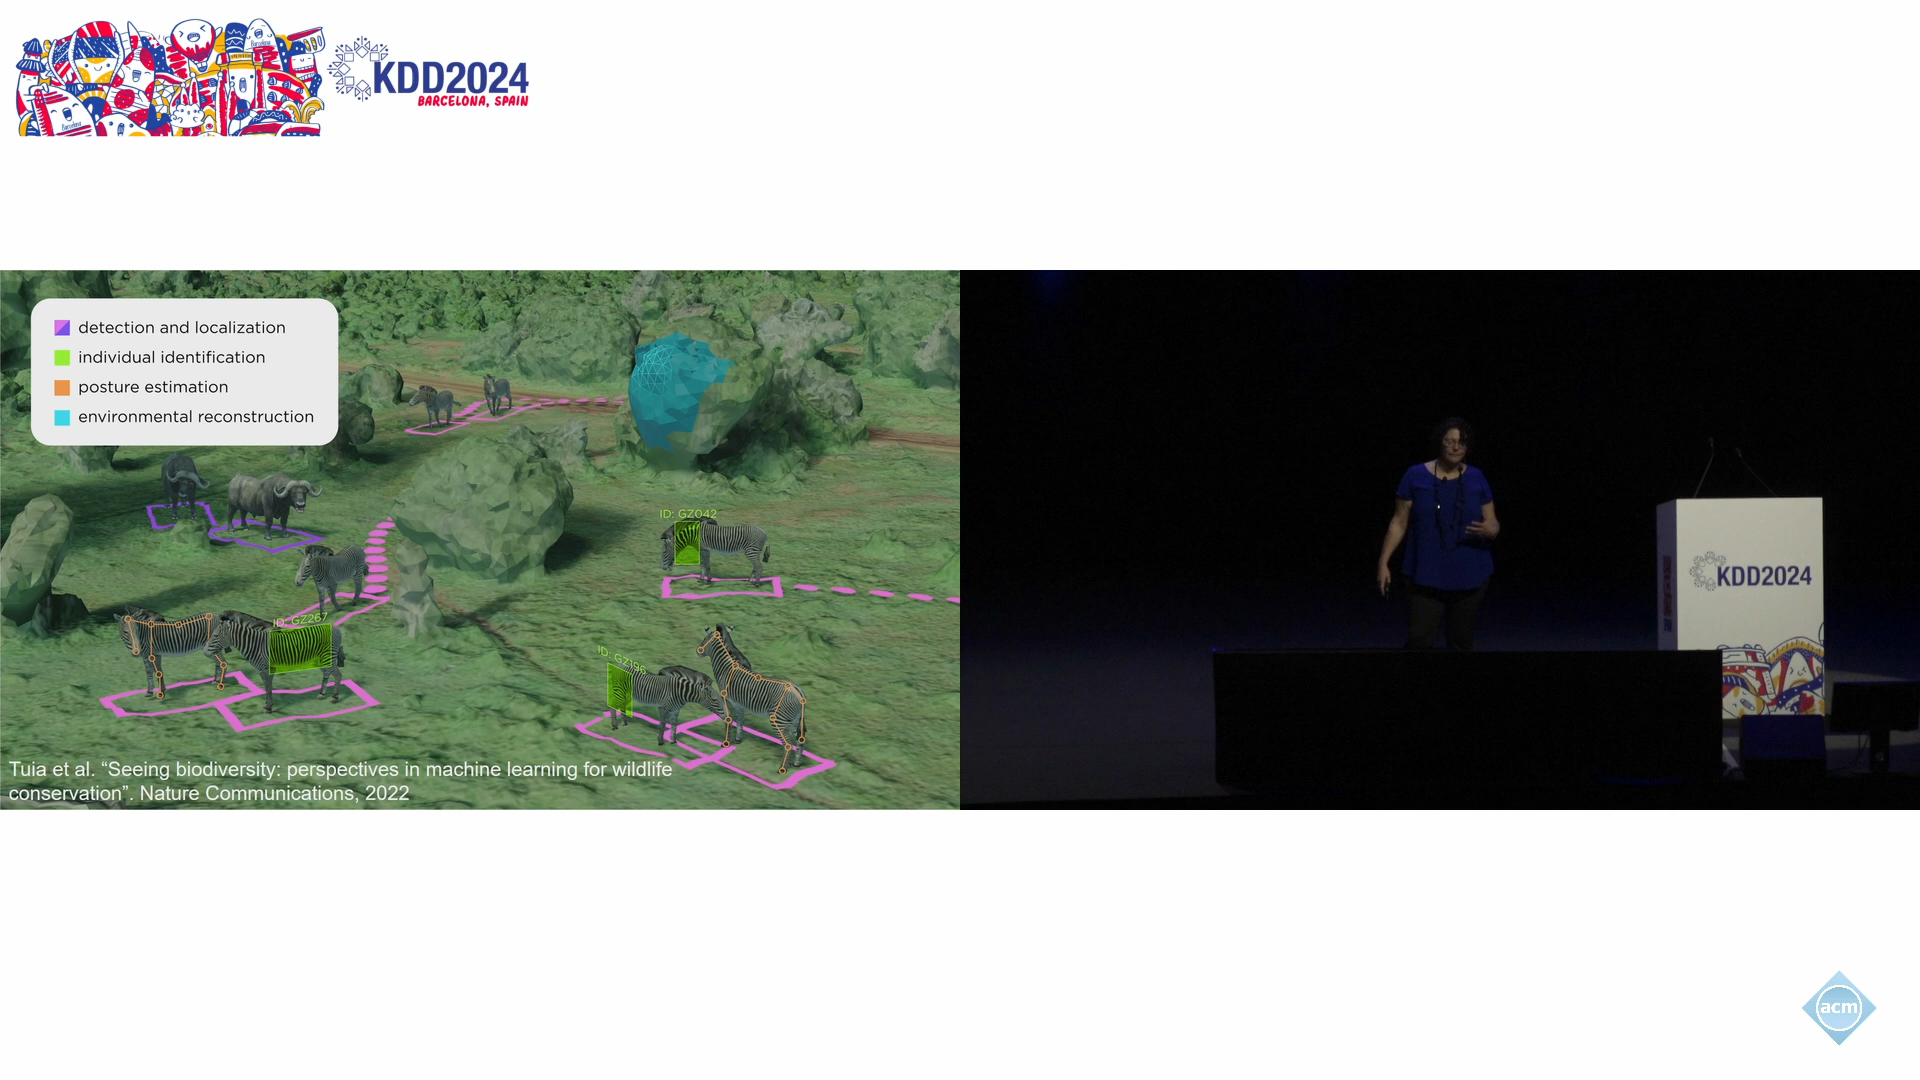 KDD2024
BARCELONA, SPAIN
detection and localization
individual identification
posture estimation
environmental reconstruction
ID: GZ042
ID: GZ267
ID: GZ196
Tuia et al. “Seeing biodiversity: perspectives in machine learning for wildlife
conservation”. Nature Communications, 2022
KDD2024
acm